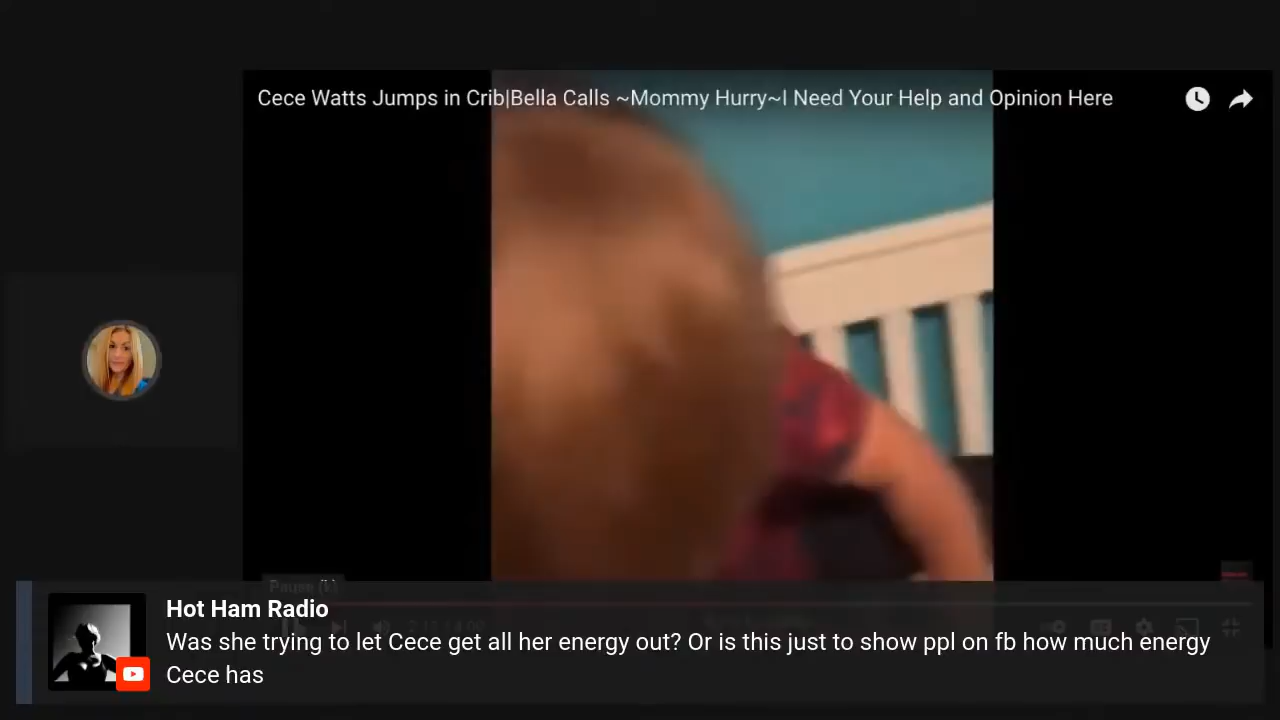 Cece Watts Jumps in Crib|Bella Calls ~Mommy Hurry~I Need Your Help and Opinion Here
Pause (k)
Hot Ham Radio
Was she trying to let Cece get all her energy out? Or is this just to show ppl on fb how much energy
Cece has